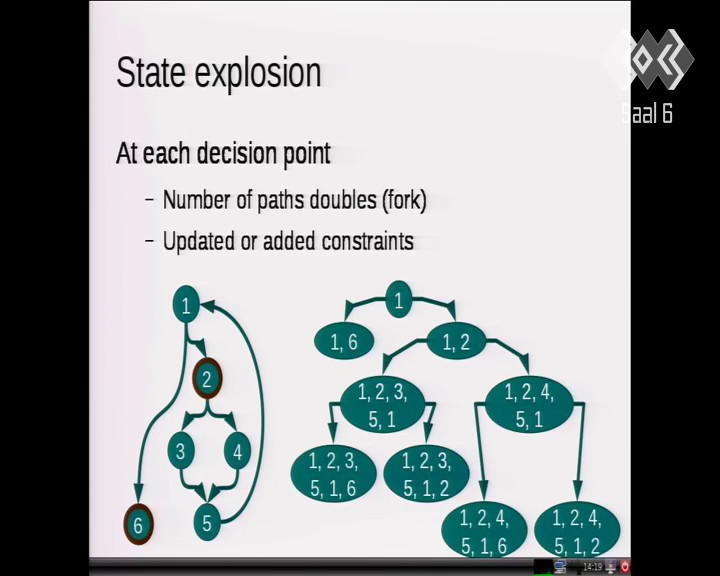 State explosion
Saal 6
At each decision point
– Number of paths doubles (fork)
– Updated or added constraints
1
2
3
4
5
6
1
1, 6
1, 2
1, 2, 3,
5, 1
1, 2, 4,
5, 1
1, 2, 3,
5, 1, 6
1, 2, 3,
5, 1, 2
1, 2, 4,
5, 1, 6
1, 2, 4,
5, 1, 2
14:19